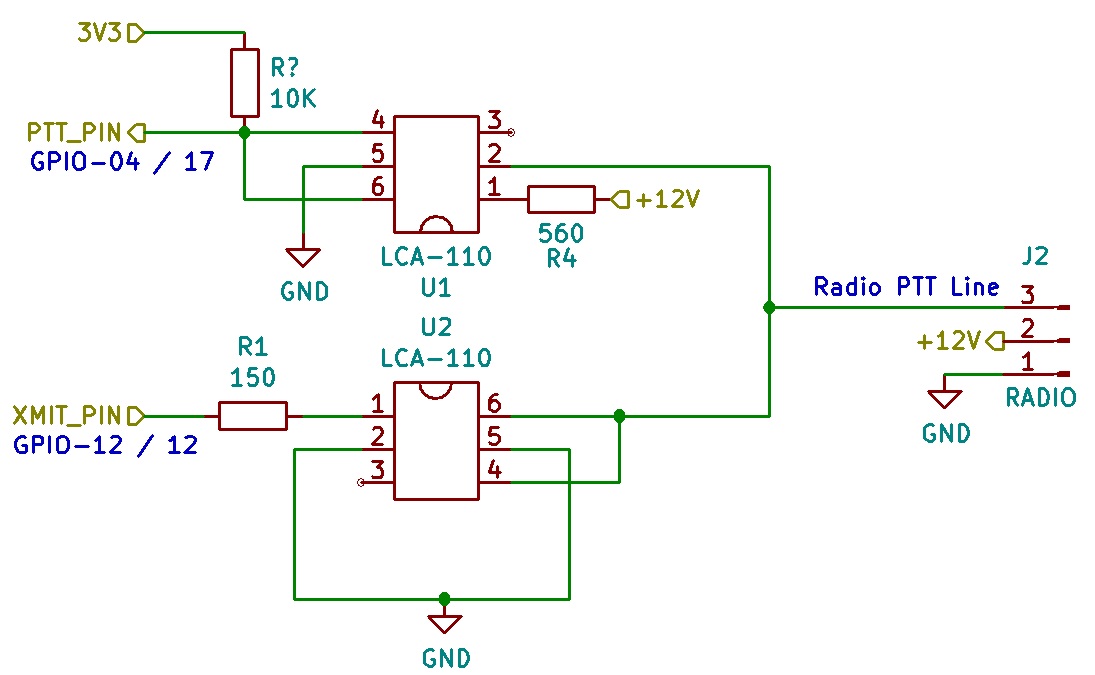 3V3
R?
10K
PTT_PIN
GPIO-04 / 17
4
5
6
3
2
1
+12V
560
R4
LCA-110
U1
GND
U2
LCA-110
R1
150
XMIT_PIN
GPIO-12 / 12
1
2
3
6
5
4
GND
Radio PTT Line
J2
3
+12V
2
1
RADIO
GND